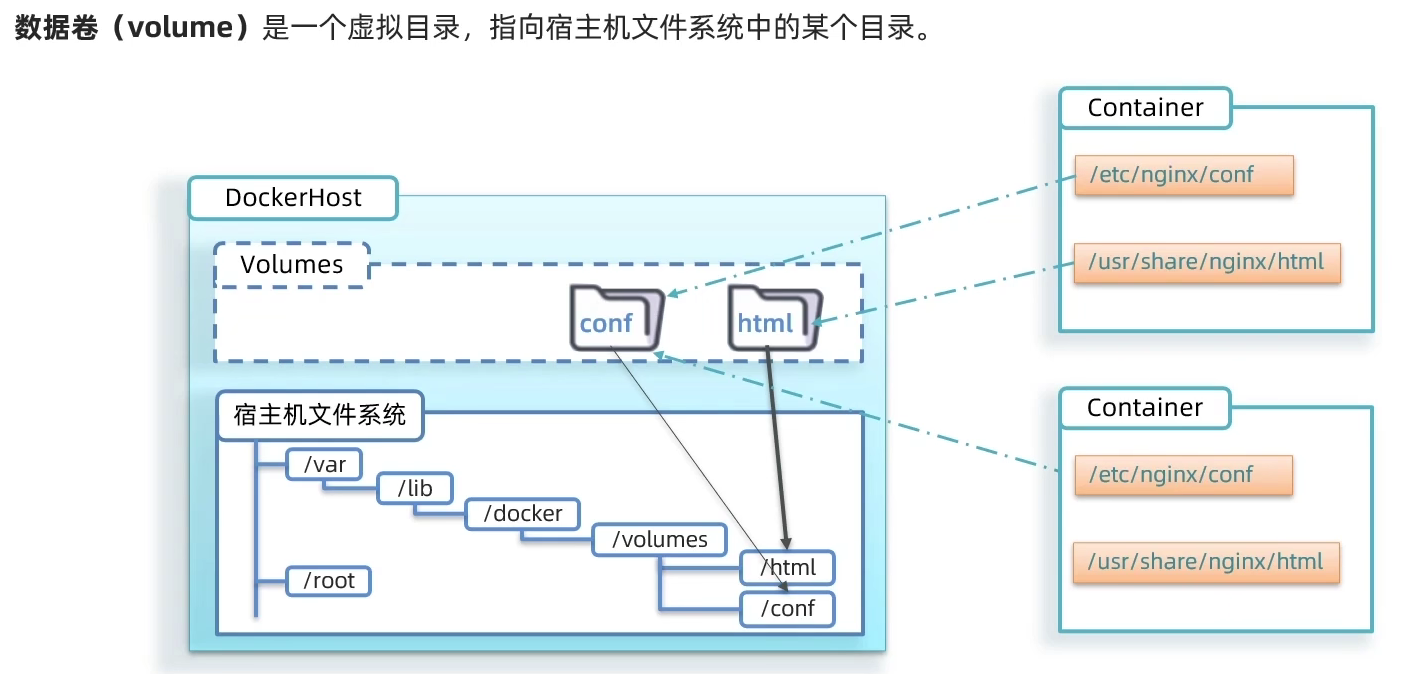 数据卷（volume）是一个虚拟目录，指向宿主机文件系统中的某个目录。
DockerHost
Volumes
conf
html
宿主机文件系统
/var
/lib
/docker
/volumes
/html
/root
/conf
Container
/etc/nginx/conf
/usr/share/nginx/html
Container
/etc/nginx/conf
/usr/share/nginx/html